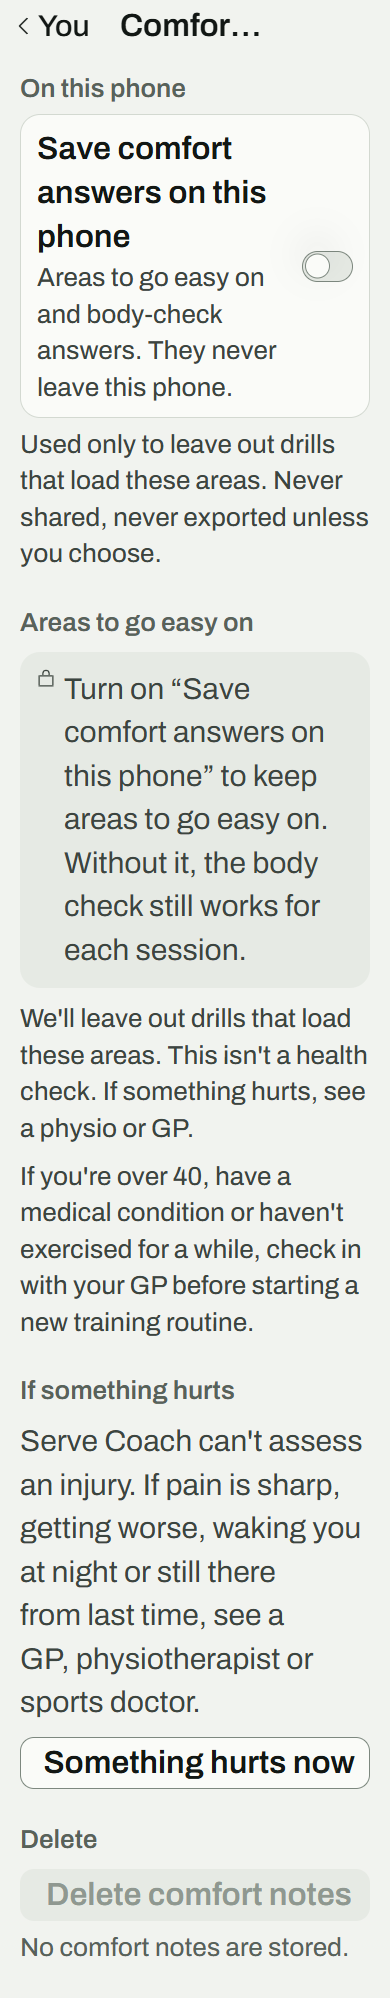 You Comfor…
On this phone
Save comfort
answers on this
phone
Areas to go easy on
and body-check
answers. They never
leave this phone.
Used only to leave out drills
that load these areas. Never
shared, never exported unless
you choose.
Areas to go easy on
Turn on “Save
comfort answers on
this phone” to keep
areas to go easy on.
Without it, the body
check still works for
each session.
We'll leave out drills that load
these areas. This isn't a health
check. If something hurts, see
a physio or GP.
If you're over 40, have a
medical condition or haven't
exercised for a while, check in
with your GP before starting a
new training routine.
If something hurts
Serve Coach can't assess
an injury. If pain is sharp,
getting worse, waking you
at night or still there
from last time, see a
GP, physiotherapist or
sports doctor.
Something hurts now
Delete
Delete comfort notes
No comfort notes are stored.